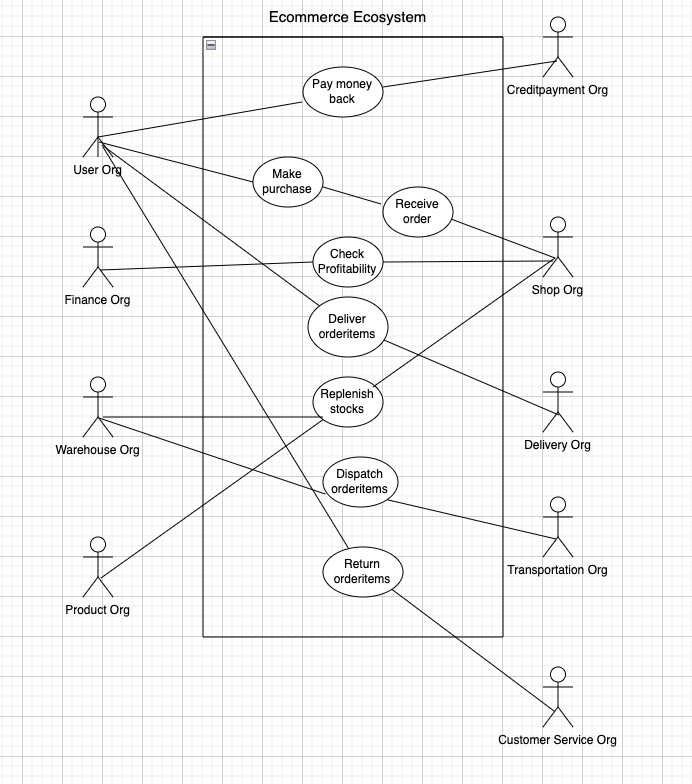 Ecommerce Ecosystem
Pay money
back
Creditpayment Org
User Org
Make
purchase
Receive
order
Check
Profitability
Finance Org
Shop Org
Deliver
orderitems
Replenish
stocks
Warehouse Org
Delivery Org
Dispatch
orderitems
Return
orderitems
Transportation Org
Product Org
Customer Service Org